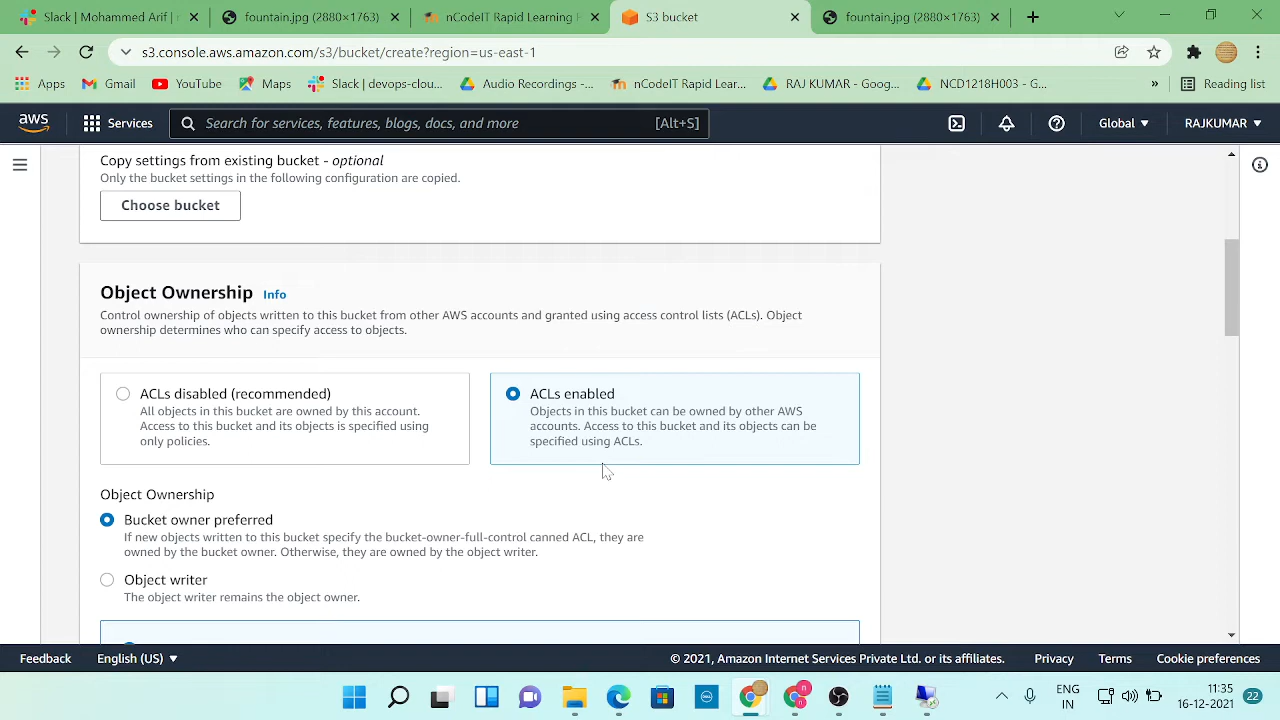 Slack | Mohammed Arif |
fountain.jpg (2880×1763)
nCodeIT Rapid Learning
S3 bucket
fountain.jpg (2880×1763)
s3.console.aws.amazon.com/s3/bucket/create?region=us-east-1
Apps
Gmail
YouTube
Maps
Slack | devops-clou...
Audio Recordings -...
nCodeIT Rapid Lear...
RAJ KUMAR - Goog...
NCD1218H003 - G...
»
Reading list
aws
Services
Search for services, features, blogs, docs, and more
[Alt+S]
Global
RAJKUMAR
Copy settings from existing bucket - optional
Only the bucket settings in the following configuration are copied.
Choose bucket
Object Ownership Info
Control ownership of objects written to this bucket from other AWS accounts and granted using access control lists (ACLs). Object
ownership determines who can specify access to objects.
ACLs disabled (recommended)
All objects in this bucket are owned by this account.
Access to this bucket and its objects is specified using
only policies.
ACLs enabled
Objects in this bucket can be owned by other AWS
accounts. Access to this bucket and its objects can be
specified using ACLs.
Object Ownership
Bucket owner preferred
If new objects written to this bucket specify the bucket-owner-full-control canned ACL, they are
owned by the bucket owner. Otherwise, they are owned by the object writer.
Object writer
The object writer remains the object owner.
Feedback
English (US)
© 2021, Amazon Internet Services Private Ltd. or its affiliates.
Privacy
Terms
Cookie preferences
DELL
n
ENG
IN
11:35
16-12-2021
22